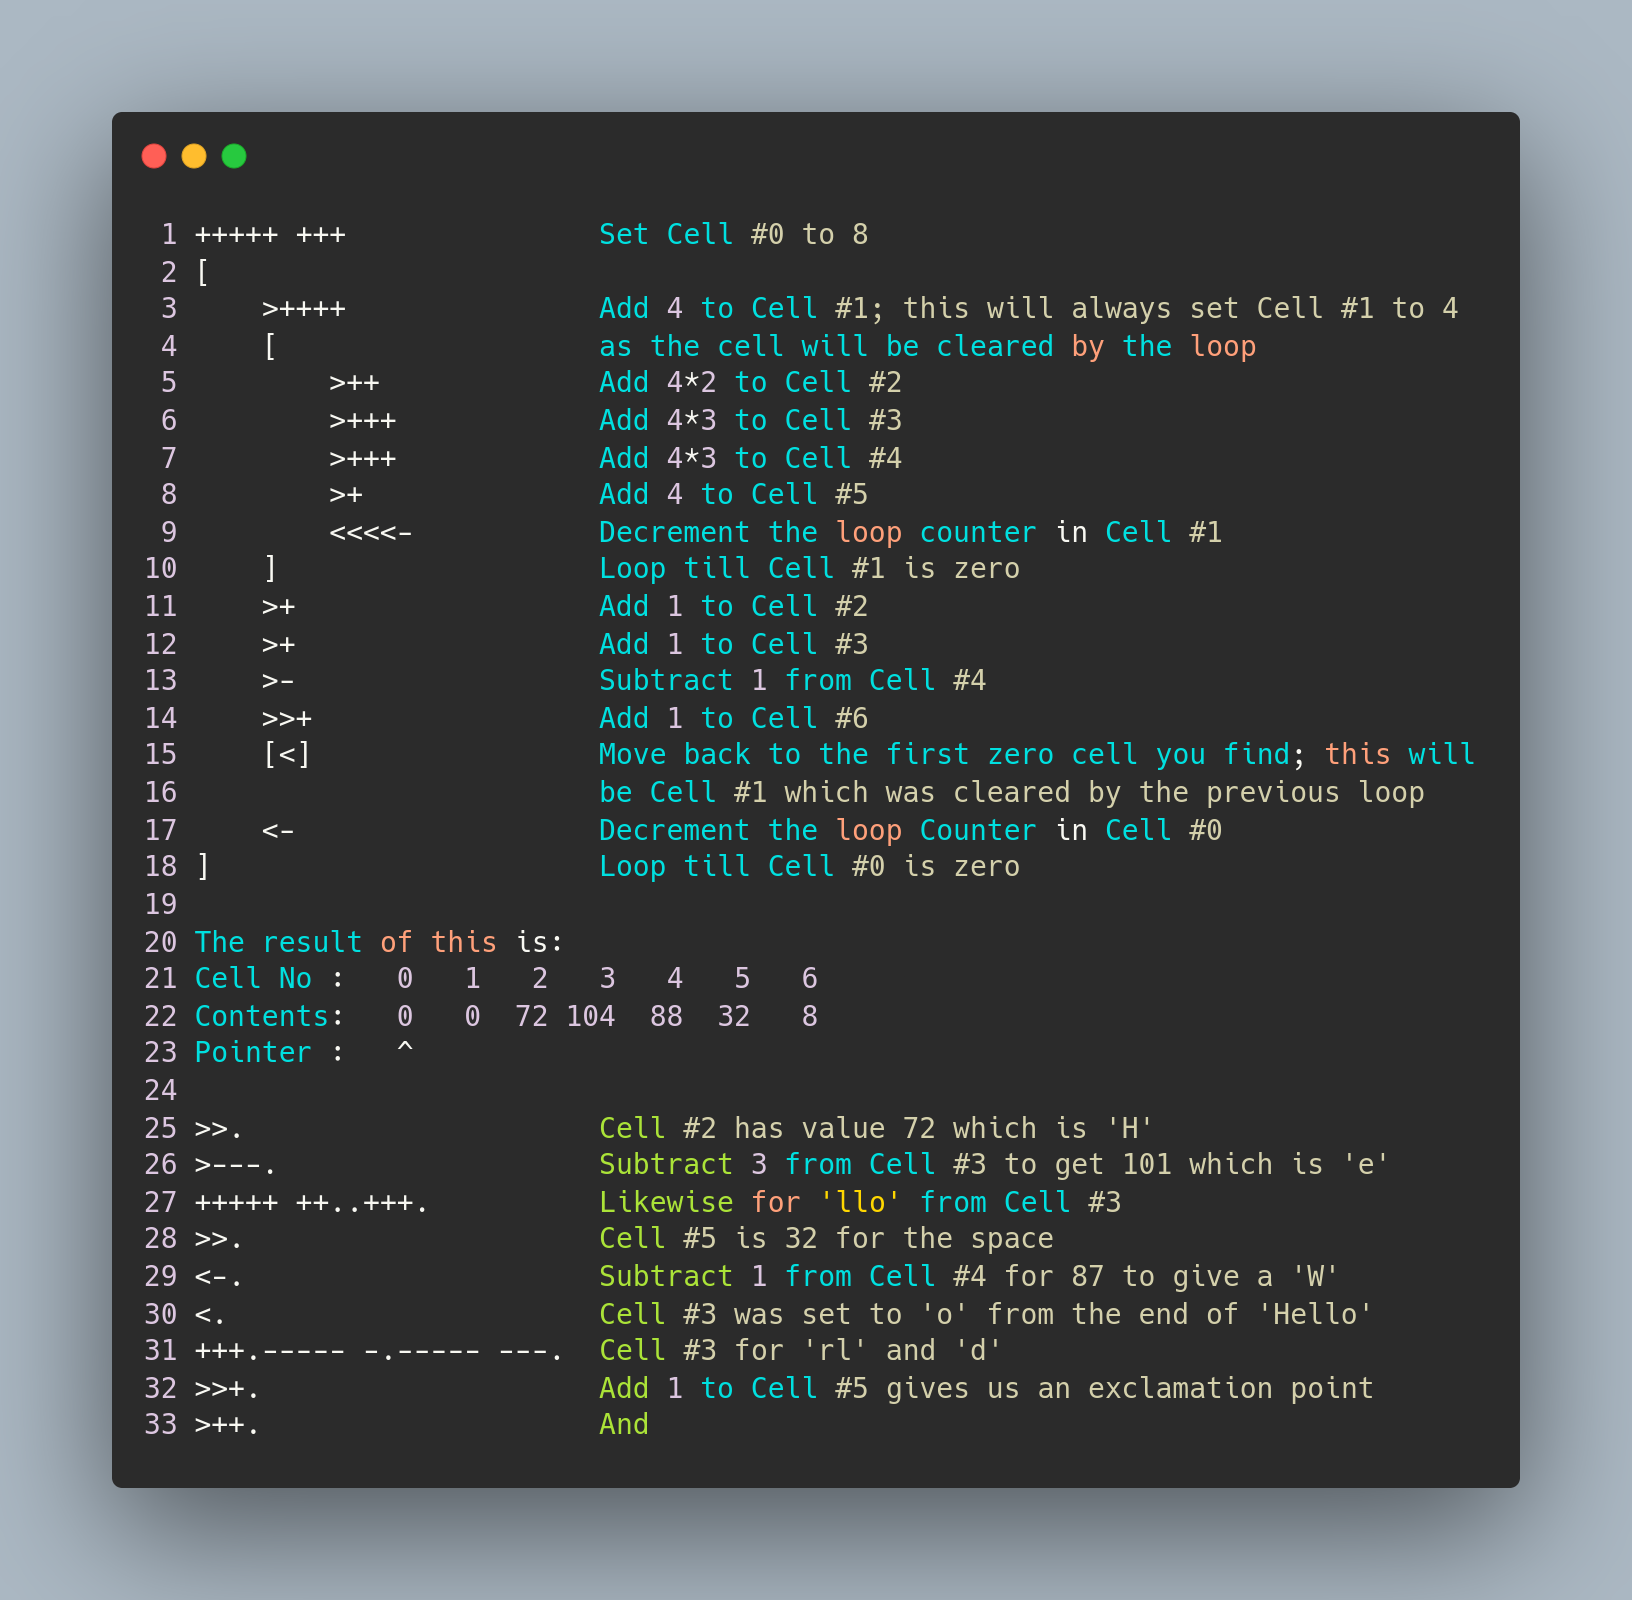 1 +++++ +++               Set Cell #0 to 8
2 [
3     >++++               Add 4 to Cell #1; this will always set Cell #1 to 4
4     [                   as the cell will be cleared by the loop
5         >++             Add 4*2 to Cell #2
6         >+++            Add 4*3 to Cell #3
7         >+++            Add 4*3 to Cell #4
8         >+              Add 4 to Cell #5
9         <<<<-           Decrement the loop counter in Cell #1
10     ]                   Loop till Cell #1 is zero
11     >+                  Add 1 to Cell #2
12     >+                  Add 1 to Cell #3
13     >-                  Subtract 1 from Cell #4
14     >>+                 Add 1 to Cell #6
15     [<]                 Move back to the first zero cell you find; this will
16                         be Cell #1 which was cleared by the previous loop
17     <-                  Decrement the loop Counter in Cell #0
18 ]                       Loop till Cell #0 is zero
19
20 The result of this is:
21 Cell No :   0   1   2   3   4   5   6
22 Contents:   0   0  72 104  88  32   8
23 Pointer :   ^
24
25 >>.                     Cell #2 has value 72 which is 'H'
26 >---.                   Subtract 3 from Cell #3 to get 101 which is 'e'
27 +++++ ++..+++.          Likewise for 'llo' from Cell #3
28 >>.                     Cell #5 is 32 for the space
29 <-.                     Subtract 1 from Cell #4 for 87 to give a 'W'
30 <.                      Cell #3 was set to 'o' from the end of 'Hello'
31 +++.----- -.----- ---.  Cell #3 for 'rl' and 'd'
32 >>+.                    Add 1 to Cell #5 gives us an exclamation point
33 >++.                    And